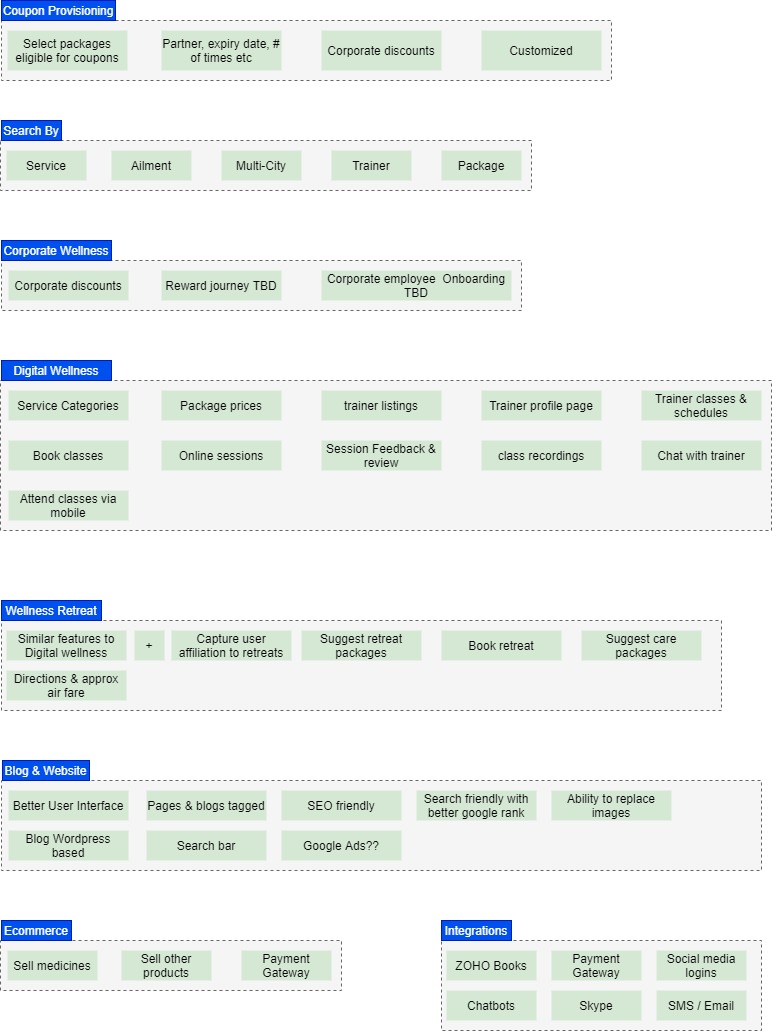 Coupon Provisioning
Select packages
eligible for coupons
Partner, expiry date, #
of times etc
Corporate discounts
Customized
Search By
Service
Ailment
Multi-City
Trainer
Package
Corporate Wellness
Corporate discounts
Reward journey TBD
Corporate employee Onboarding
TBD
Digital Wellness
Service Categories
Package prices
trainer listings
Trainer profile page
Trainer classes &
schedules
Book classes
Online sessions
Session Feedback &
review
class recordings
Chat with trainer
Attend classes via
mobile
Wellness Retreat
Similar features to
Digital wellness
+
Capture user
affiliation to retreats
Suggest retreat
packages
Book retreat
Suggest care
packages
Directions & approx
air fare
Blog & Website
Better User Interface
Pages & blogs tagged
SEO friendly
Search friendly with
better google rank
Ability to replace
images
Blog Wordpress
based
Search bar
Google Ads??
Ecommerce
Sell medicines
Sell other
products
Payment
Gateway
Integrations
ZOHO Books
Payment
Gateway
Social media
logins
Chatbots
Skype
SMS / Email